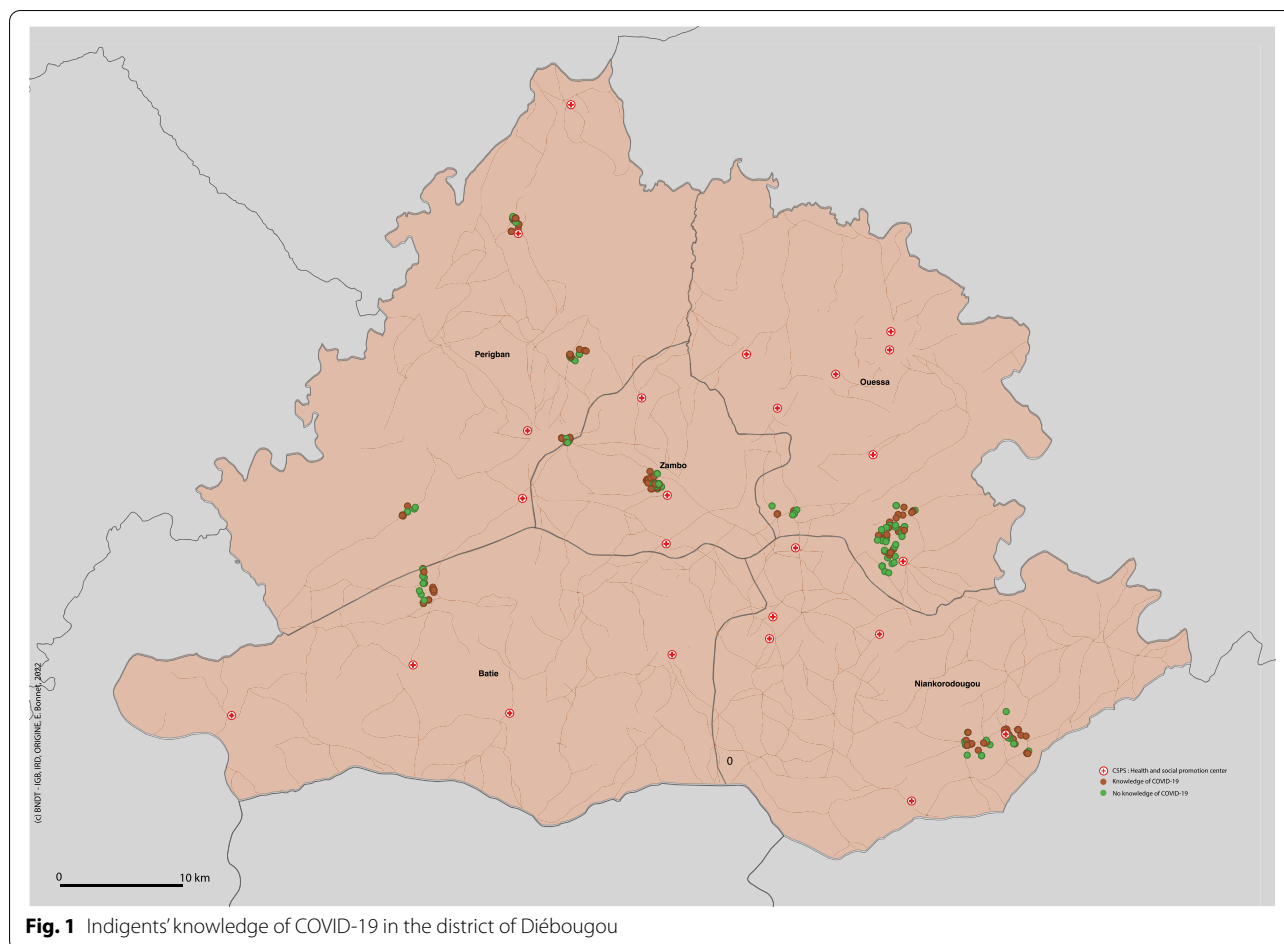 Perigban
Ouessa
Zambo
Batie
Niankorodougou
0
CSPS : Health and social promotion center
Knowledge of COVID-19
No knowledge of COVID-19
(c) BNDT - IGB, IRD, ORIGINE, E. Bonnet, 2022
0 10 km
Fig. 1 Indigents' knowledge of COVID-19 in the district of Diébougou